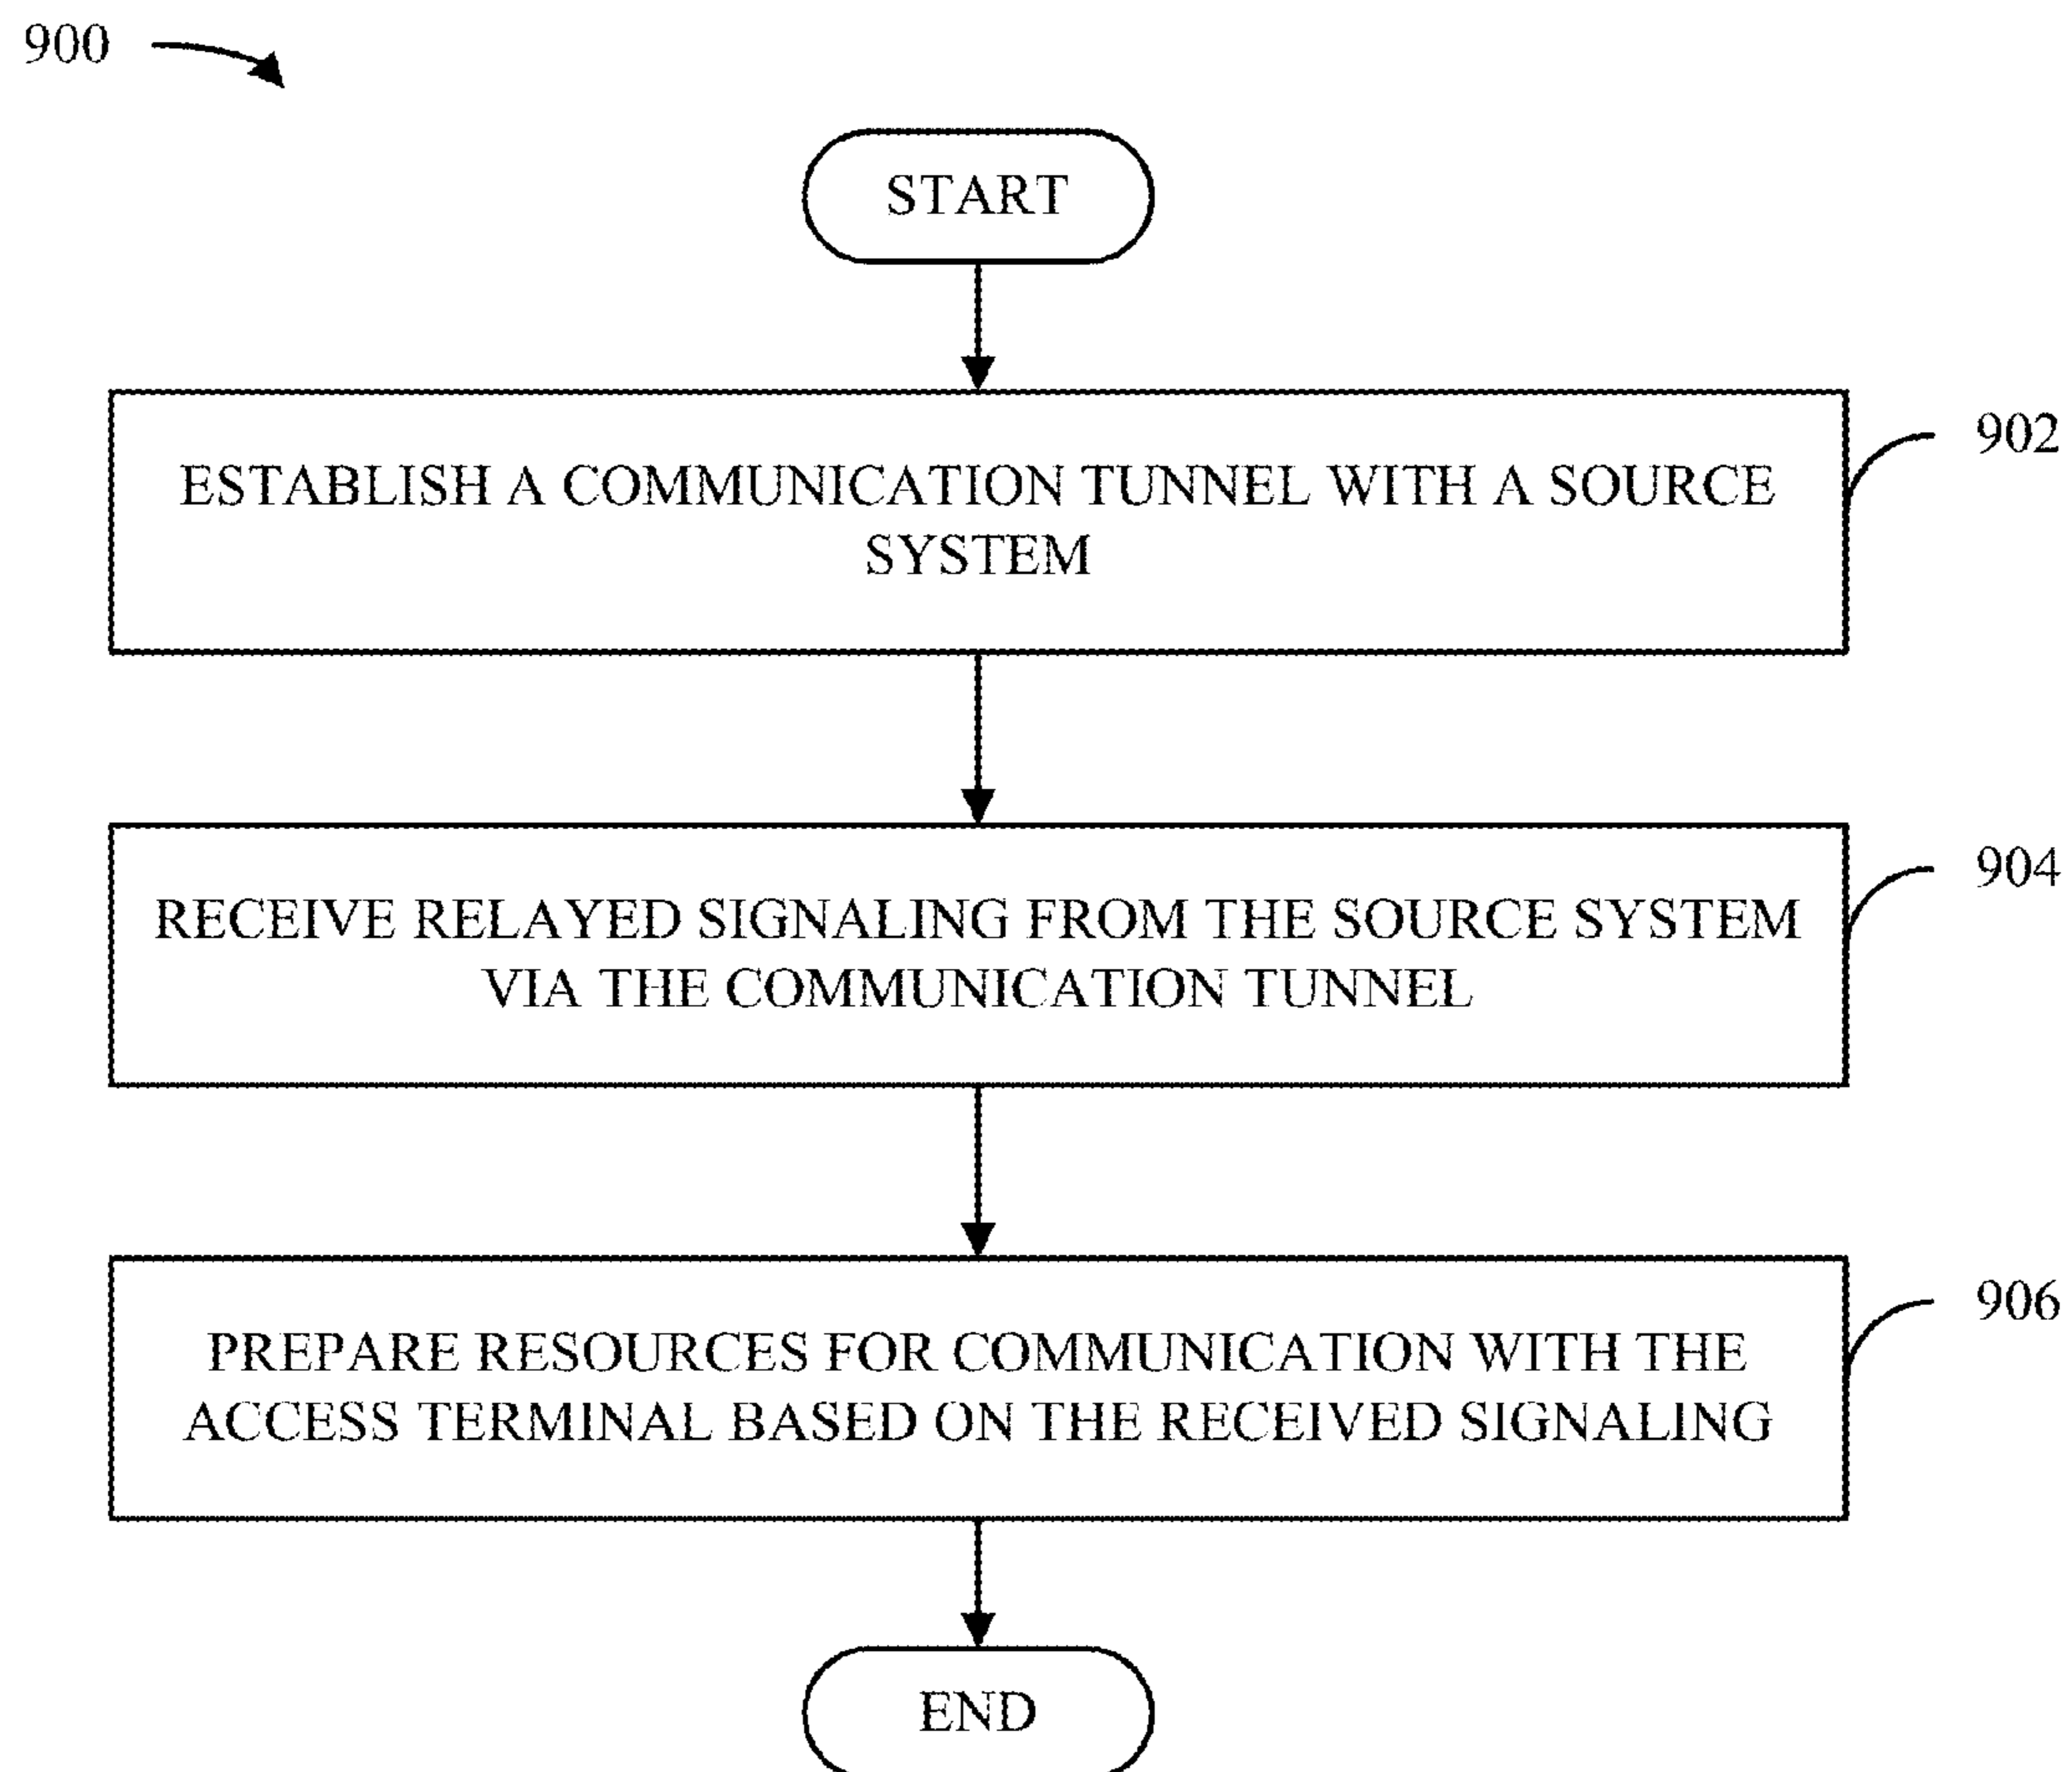 900
START
ESTABLISH A COMMUNICATION TUNNEL WITH A SOURCE
SYSTEM
902
RECEIVE RELAYED SIGNALING FROM THE SOURCE SYSTEM
VIA THE COMMUNICATION TUNNEL
904
PREPARE RESOURCES FOR COMMUNICATION WITH THE
ACCESS TERMINAL BASED ON THE RECEIVED SIGNALING
906
END